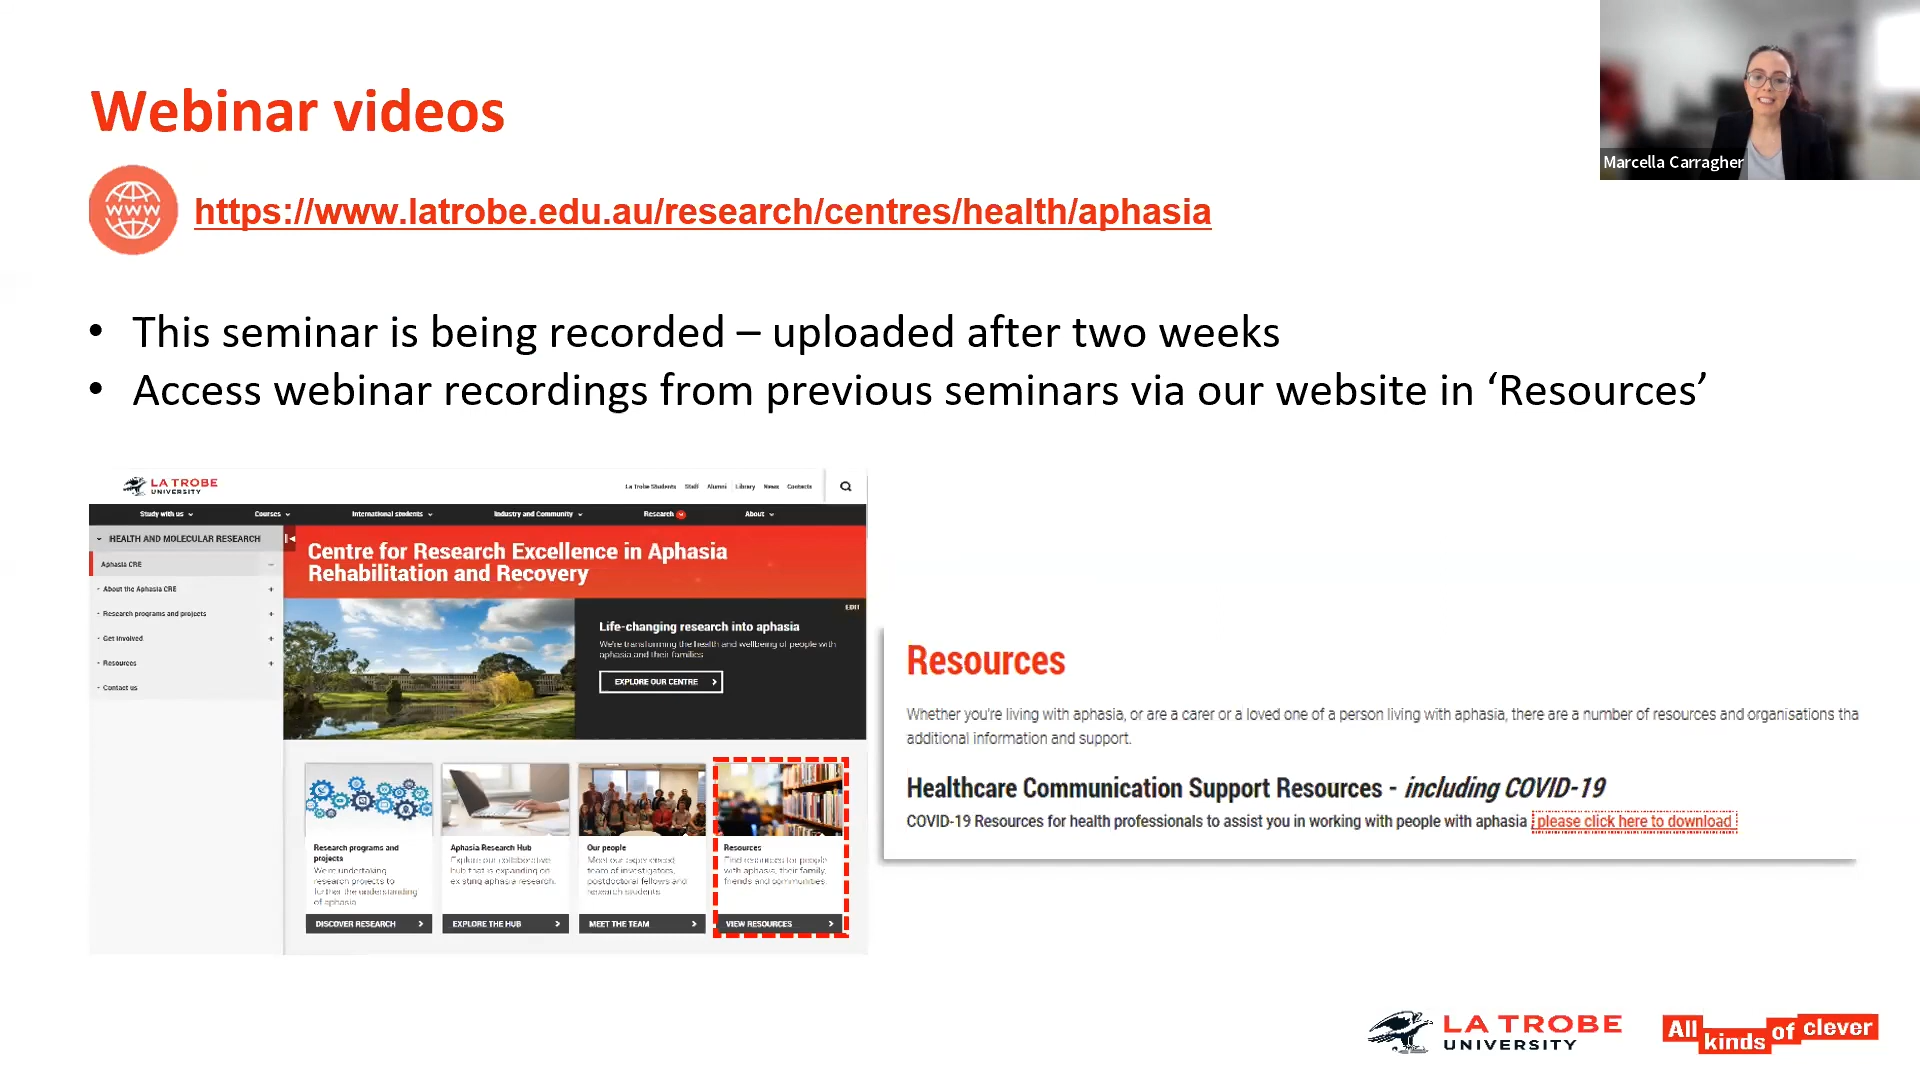 Webinar videos
Marcella Carragher
www
https://www.latrobe.edu.au/research/centres/health/aphasia
• This seminar is being recorded – uploaded after two weeks
• Access webinar recordings from previous seminars via our website in ‘Resources’
LA TROBE
UNIVERSITY
La Trobe Students Staff Alumni Library News Contacts
Study with us Courses International students Industry and Community Research About
HEALTH AND MOLECULAR RESEARCH
Aphasia CRE
- About the Aphasia CRE +
- Research programs and projects +
- Get involved +
- Resources +
- Contact us
Centre for Research Excellence in Aphasia
Rehabilitation and Recovery
EDIT
Life-changing research into aphasia
We're transforming the health and wellbeing of people with
aphasia and their families
EXPLORE OUR CENTRE
Research programs and
projects
We're undertaking
research projects to
further the understanding
of aphasia.
DISCOVER RESEARCH
Aphasia Research Hub
Explore our collaborative
hub that is expanding on
existing aphasia research.
EXPLORE THE HUB
Our people
Meet our experienced
team of investigators,
postdoctoral fellows and
research students.
MEET THE TEAM
Resources
Find resources for people
with aphasia, their family,
friends and communities.
VIEW RESOURCES
Resources
Whether you're living with aphasia, or are a carer or a loved one of a person living with aphasia, there are a number of resources and organisations tha
additional information and support.
Healthcare Communication Support Resources - including COVID-19
COVID-19 Resources for health professionals to assist you in working with people with aphasia please click here to download
LA TROBE
UNIVERSITY
All kinds of clever